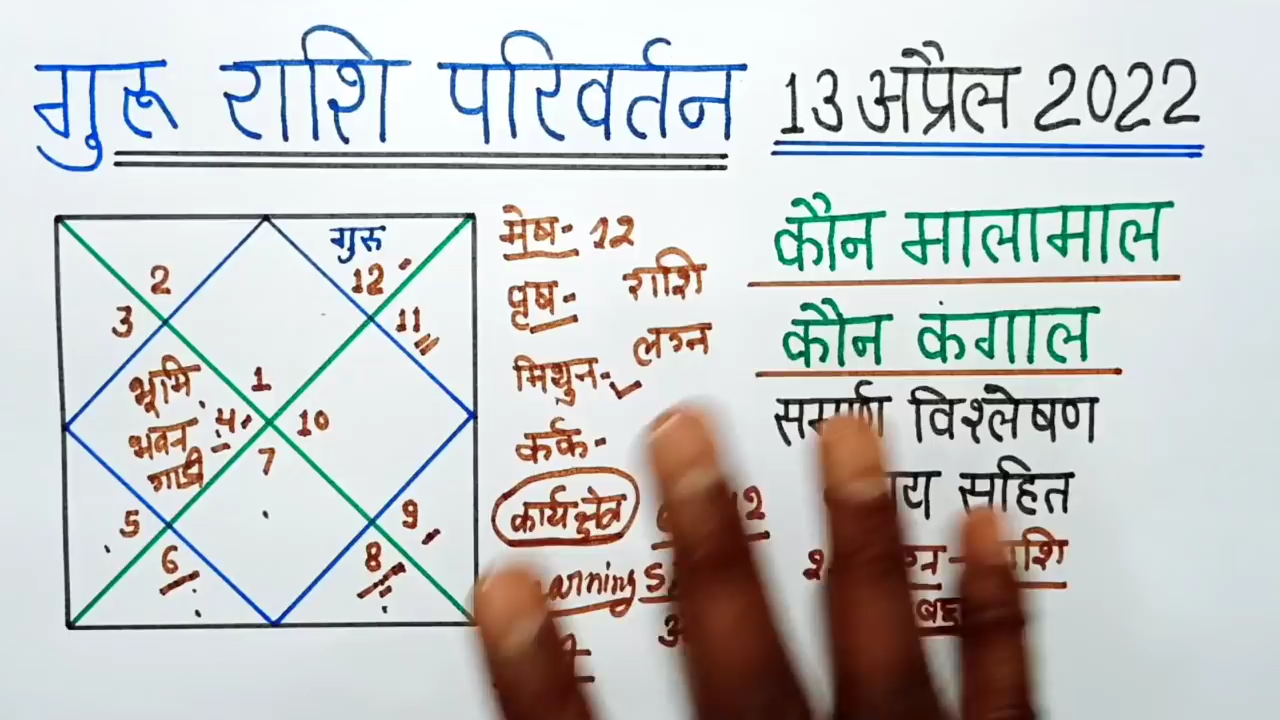 गुरू राशि परिवर्तन 13 अप्रैल 2022
गुरू
12
11
2
3
भूमि
भवन
गाडी
4
1
10
7
5
6
9
8
मेष- 12
वृष- राशि
मिथुन- लग्न
कर्क-
कार्यक्षेत्र
कौन मालामाल
कौन कंगाल
विश्लेषण
सहित